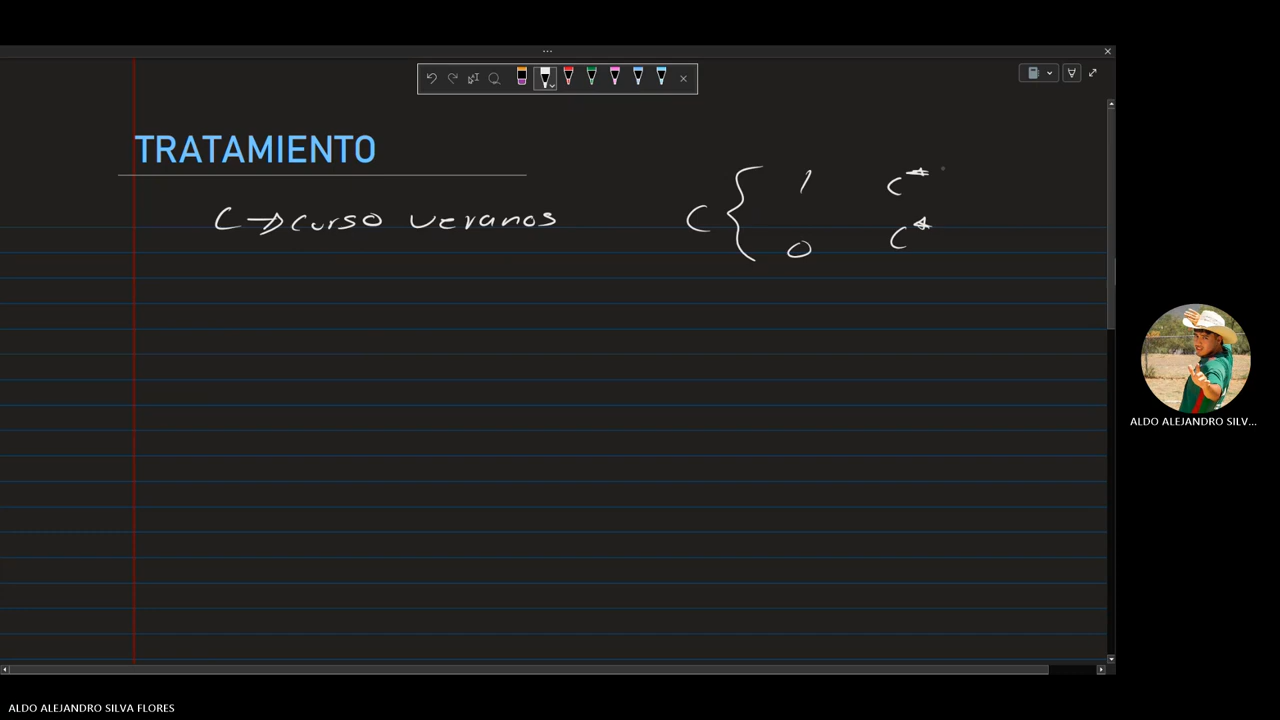 TRATAMIENTO
C → curso veranos
C { 1 C*
0 C*
ALDO ALEJANDRO SILV...
ALDO ALEJANDRO SILVA FLORES